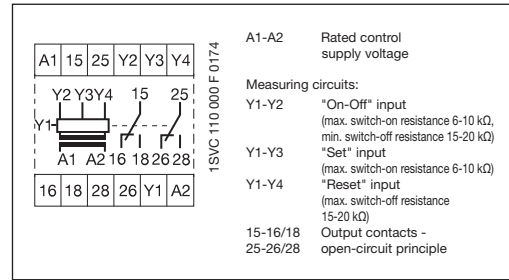 A1 15 25 Y2 Y3 Y4
Y2 Y3 Y4 15 25
Y1
A1 A2 16 18 26 28
16 18 28 26 Y1 A2
1SVC 110 000 F 0174
A1-A2 Rated control
supply voltage
Measuring circuits:
Y1-Y2 "On-Off" input
(max. switch-on resistance 6-10 kΩ,
min. switch-off resistance 15-20 kΩ)
Y1-Y3 "Set" input
(max. switch-on resistance 6-10 kΩ)
Y1-Y4 "Reset" input
(max. switch-off resistance
15-20 kΩ)
15-16/18 Output contacts -
25-26/28 open-circuit principle